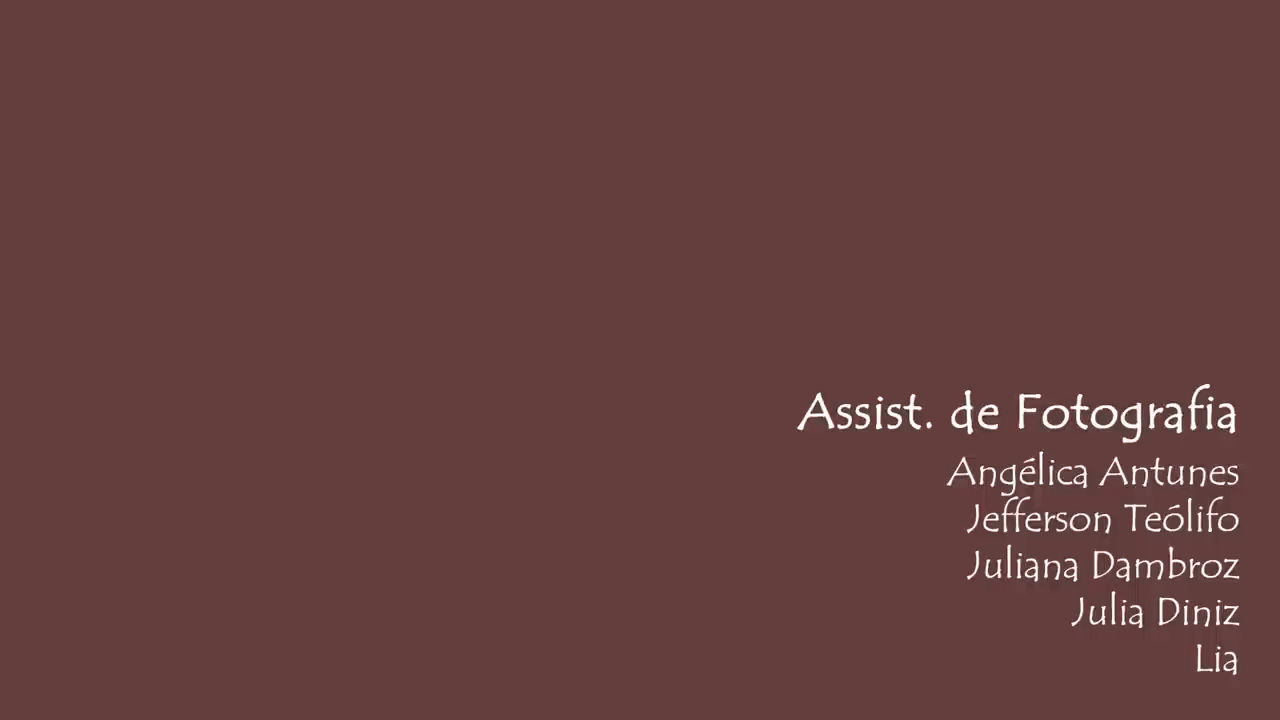 Assist. de Fotografia
Angélica Antunes
Jefferson Teólifo
Juliana Dambroz
Julia Diniz
Lia